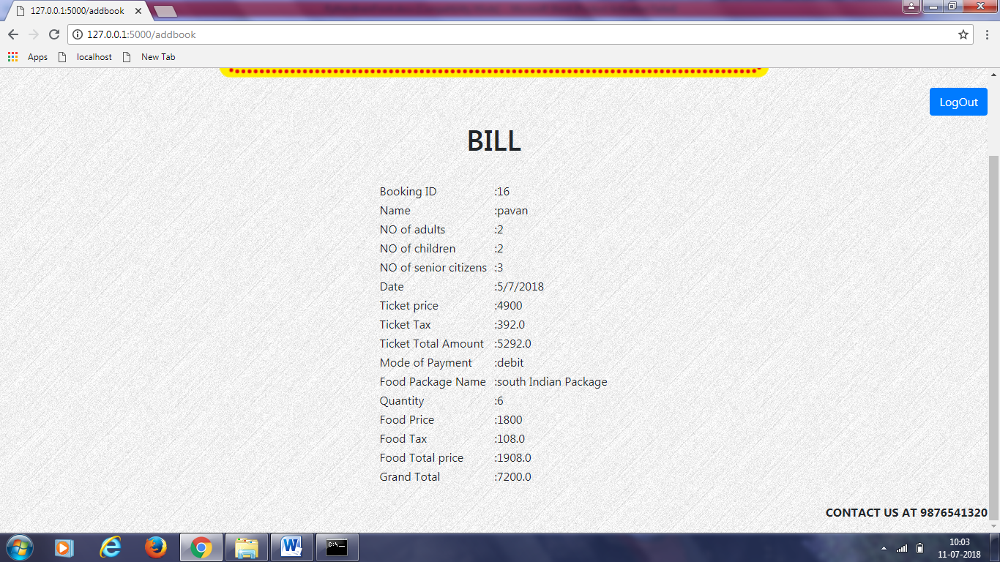 127.0.0.1:5000/addbook
127.0.0.1:5000/addbook
Apps localhost New Tab
LogOut
BILL
Booking ID :16
Name :pavan
NO of adults :2
NO of children :2
NO of senior citizens :3
Date :5/7/2018
Ticket price :4900
Ticket Tax :392.0
Ticket Total Amount :5292.0
Mode of Payment :debit
Food Package Name :south Indian Package
Quantity :6
Food Price :1800
Food Tax :108.0
Food Total price :1908.0
Grand Total :7200.0
CONTACT US AT 9876541320
10:03
11-07-2018